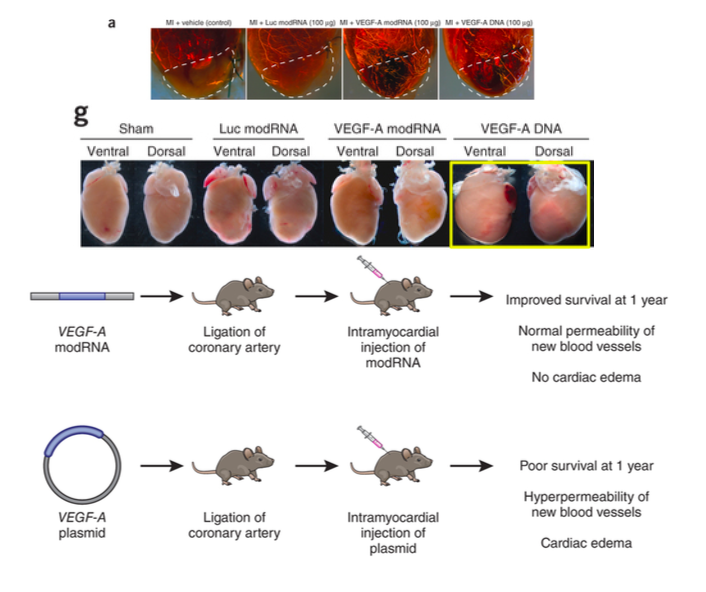 a
MI + vehicle (control) MI + Luc modRNA (100 µg) MI + VEGF-A modRNA (100 µg) MI + VEGF-A DNA (100 µg)
g
Sham Luc modRNA VEGF-A modRNA VEGF-A DNA
Ventral Dorsal Ventral Dorsal Ventral Dorsal Ventral Dorsal
VEGF-A
modRNA
Ligation of
coronary artery
Intramyocardial
injection of
modRNA
Improved survival at 1 year
Normal permeability of
new blood vessels
No cardiac edema
VEGF-A
plasmid
Ligation of
coronary artery
Intramyocardial
injection of
plasmid
Poor survival at 1 year
Hyperpermeability of
new blood vessels
Cardiac edema